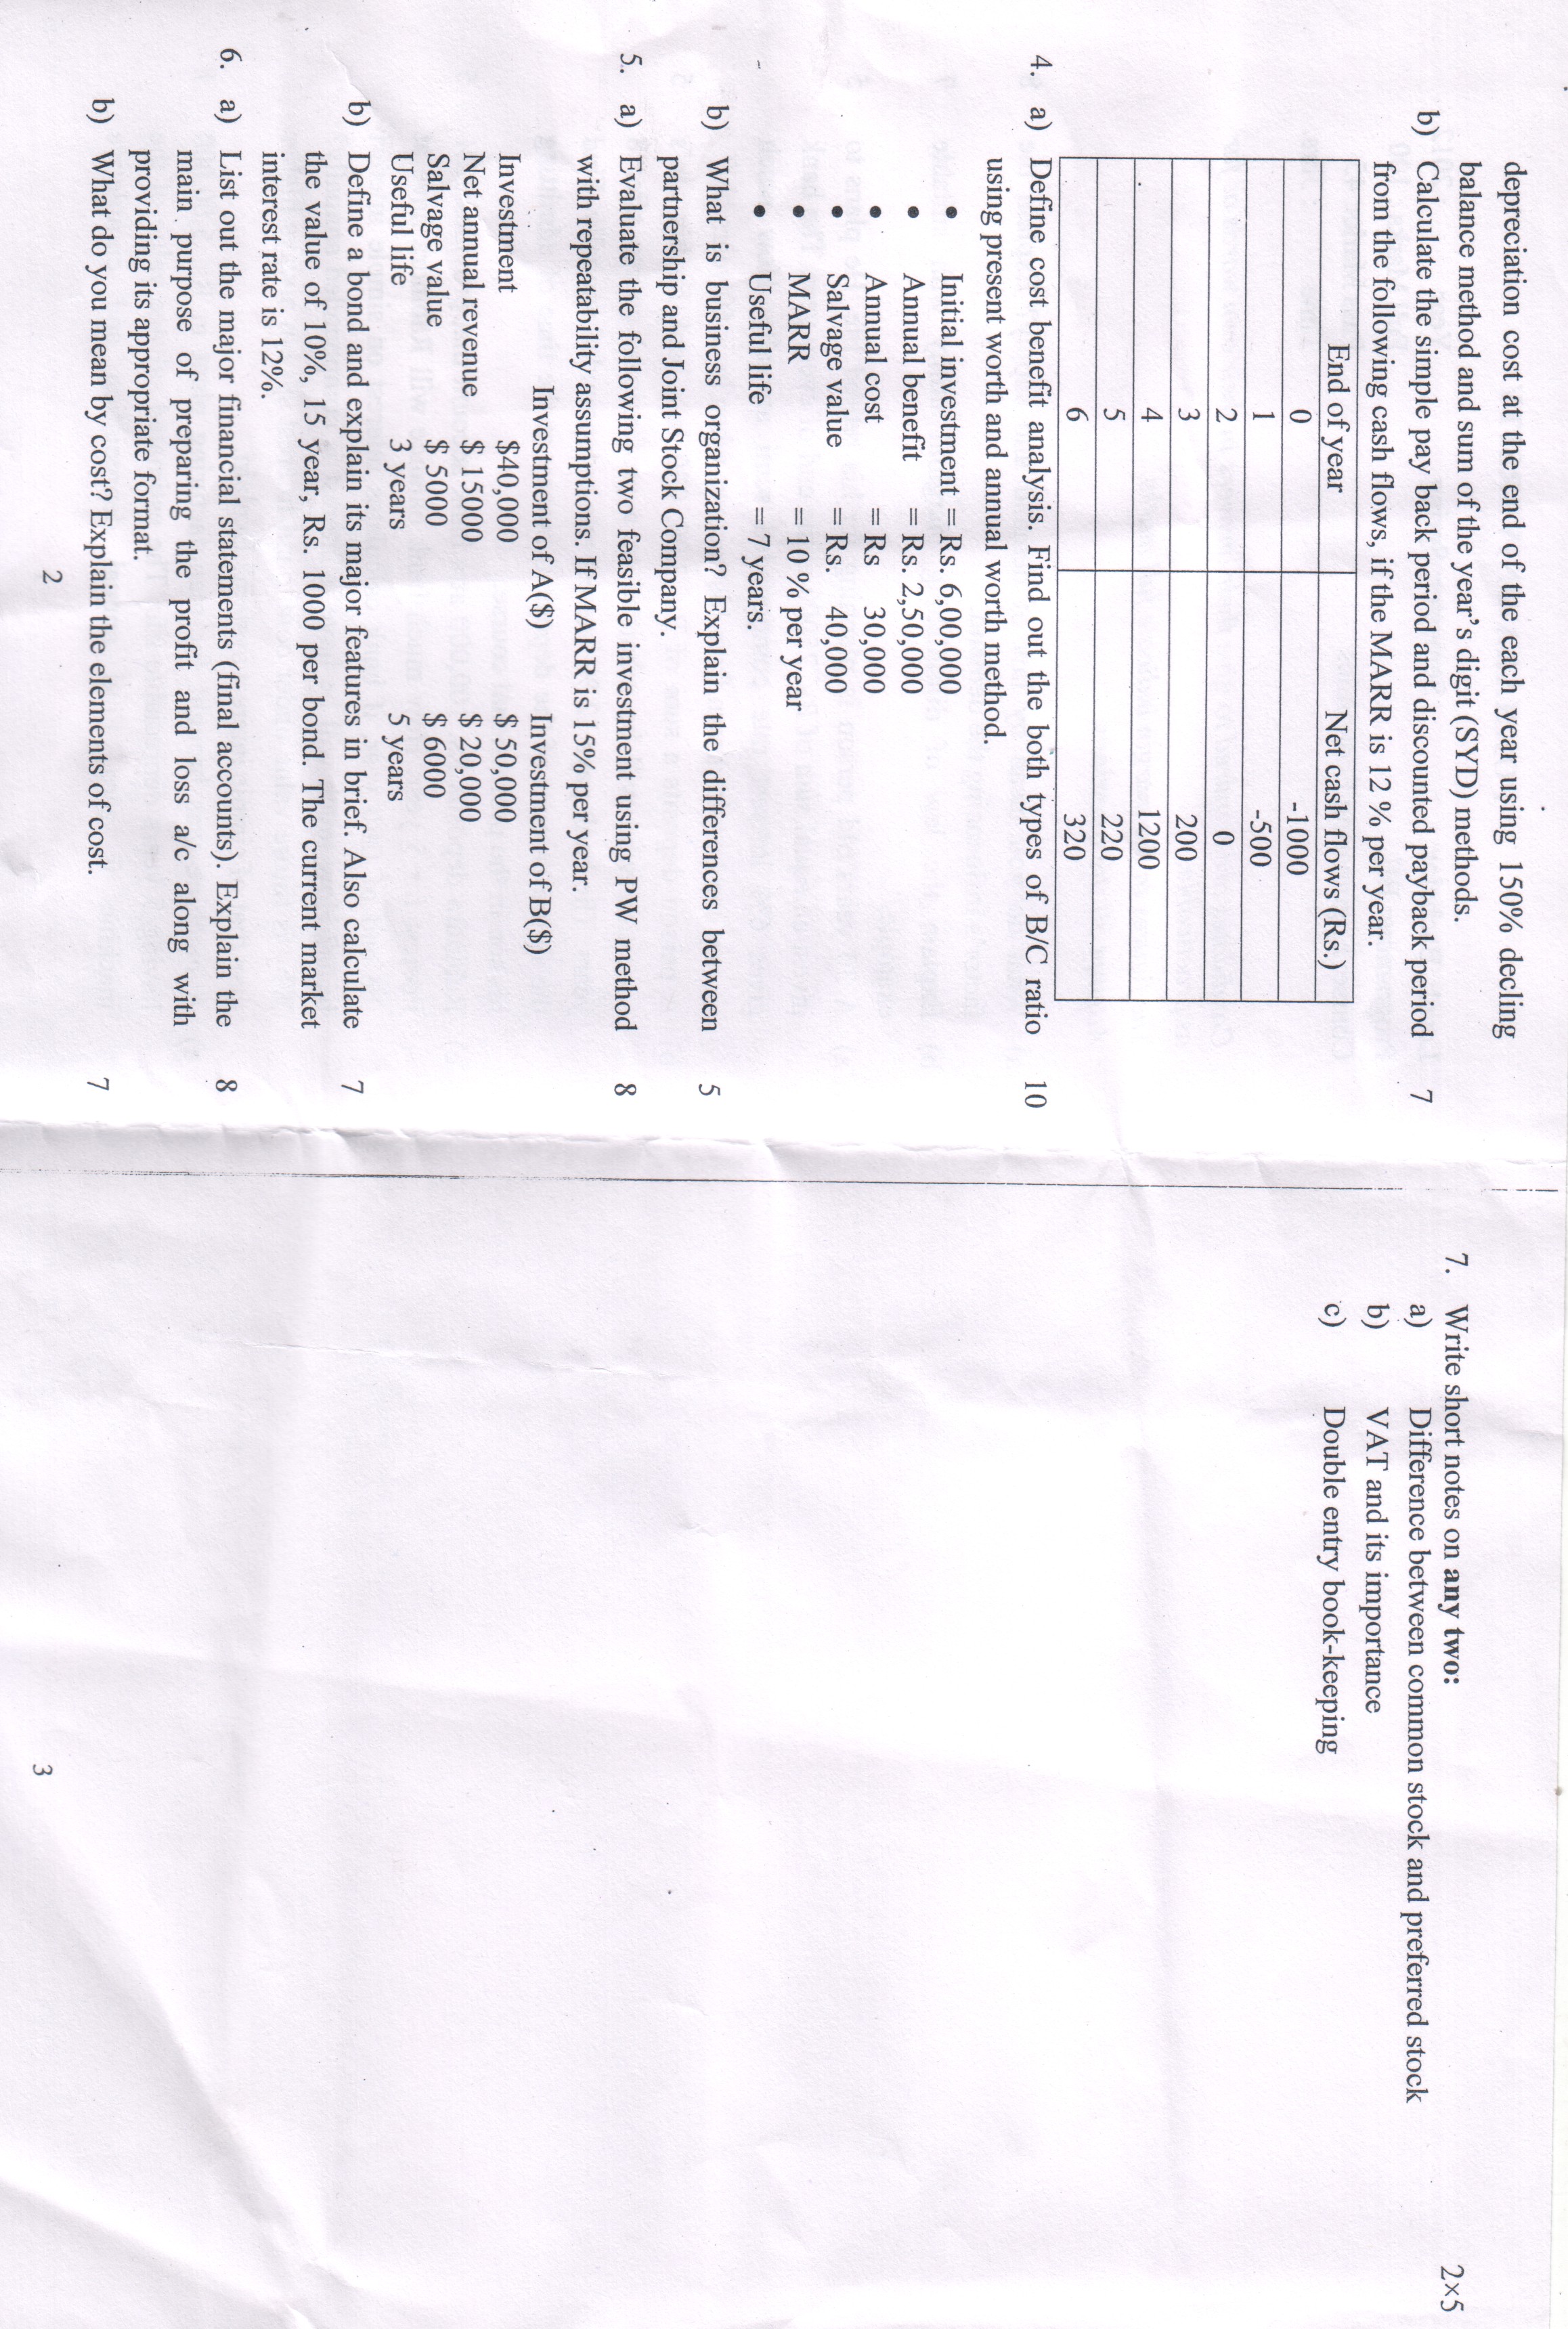 depreciation cost at the end of the each year using 150% decling
balance method and sum of the year's digit (SYD) methods.
b) Calculate the simple pay back period and discounted payback period 7
from the following cash flows, if the MARR is 12 % per year.
End of year Net cash flows (Rs.)
0 -1000
1 -500
2 0
3 200
4 1200
5 220
6 320
4. a) Define cost benefit analysis. Find out the both types of B/C ratio 10
using present worth and annual worth method.
• Initial investment = Rs. 6,00,000
• Annual benefit = Rs. 2,50,000
• Annual cost = Rs 30,000
• Salvage value = Rs. 40,000
• MARR = 10 % per year
• Useful life = 7 years.
b) What is business organization? Explain the differences between 5
partnership and Joint Stock Company.
5. a) Evaluate the following two feasible investment using PW method 8
with repeatability assumptions. If MARR is 15% per year.
Investment of A($) Investment of B($)
Investment $40,000 $ 50,000
Net annual revenue $ 15000 $ 20,000
Salvage value $ 5000 $ 6000
Useful life 3 years 5 years
b) Define a bond and explain its major features in brief. Also calculate 7
the value of 10%, 15 year, Rs. 1000 per bond. The current market
interest rate is 12%.
6. a) List out the major financial statements (final accounts). Explain the 8
main purpose of preparing the profit and loss a/c along with
providing its appropriate format.
b) What do you mean by cost? Explain the elements of cost. 7
2
7. Write short notes on any two: 2×5
a) Difference between common stock and preferred stock
b) VAT and its importance
c) Double entry book-keeping
3